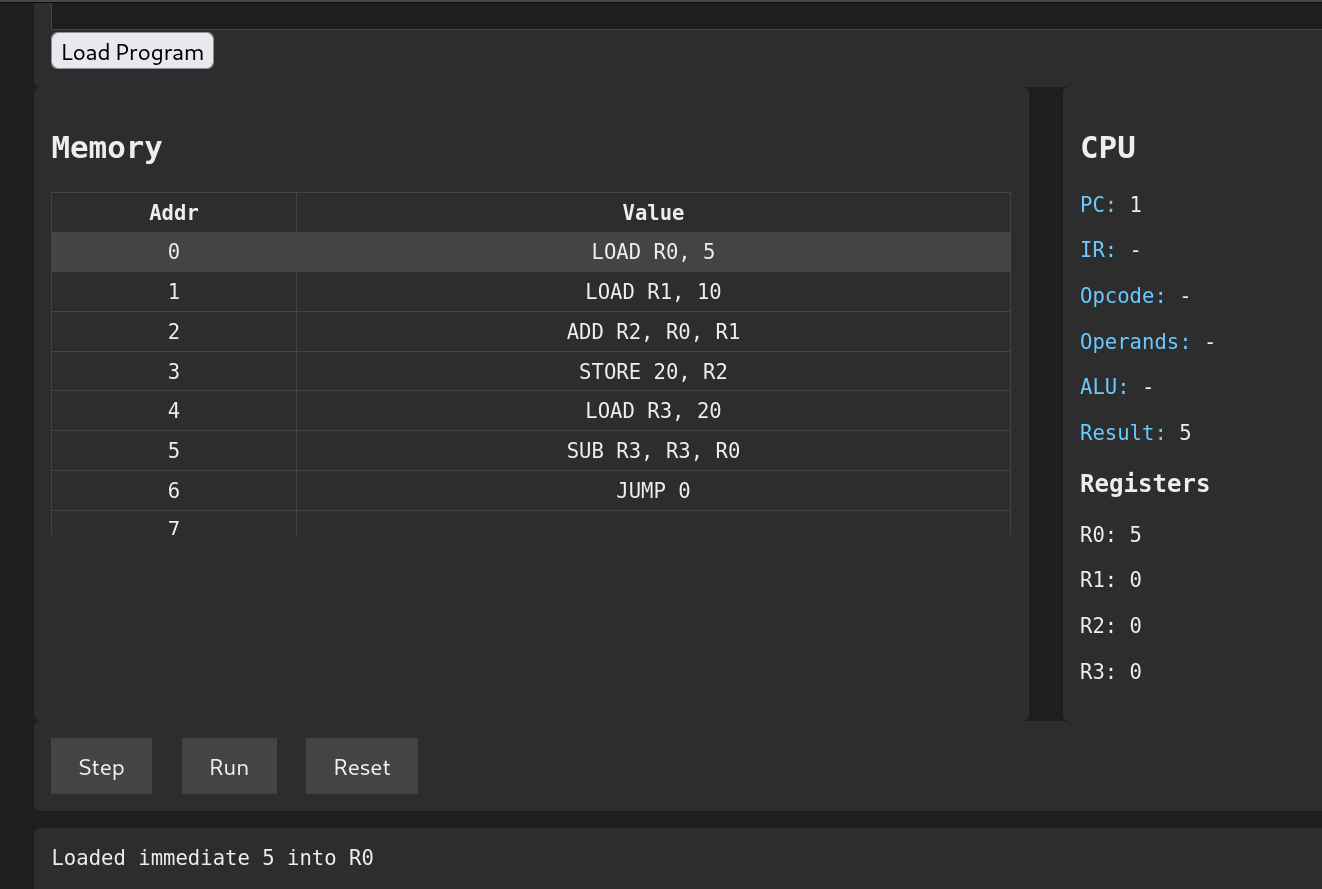 Load Program
Memory
Addr Value
0 LOAD R0, 5
1 LOAD R1, 10
2 ADD R2, R0, R1
3 STORE 20, R2
4 LOAD R3, 20
5 SUB R3, R3, R0
6 JUMP 0
7
CPU
PC: 1
IR: -
Opcode: -
Operands: -
ALU: -
Result: 5
Registers
R0: 5
R1: 0
R2: 0
R3: 0
Step Run Reset
Loaded immediate 5 into R0